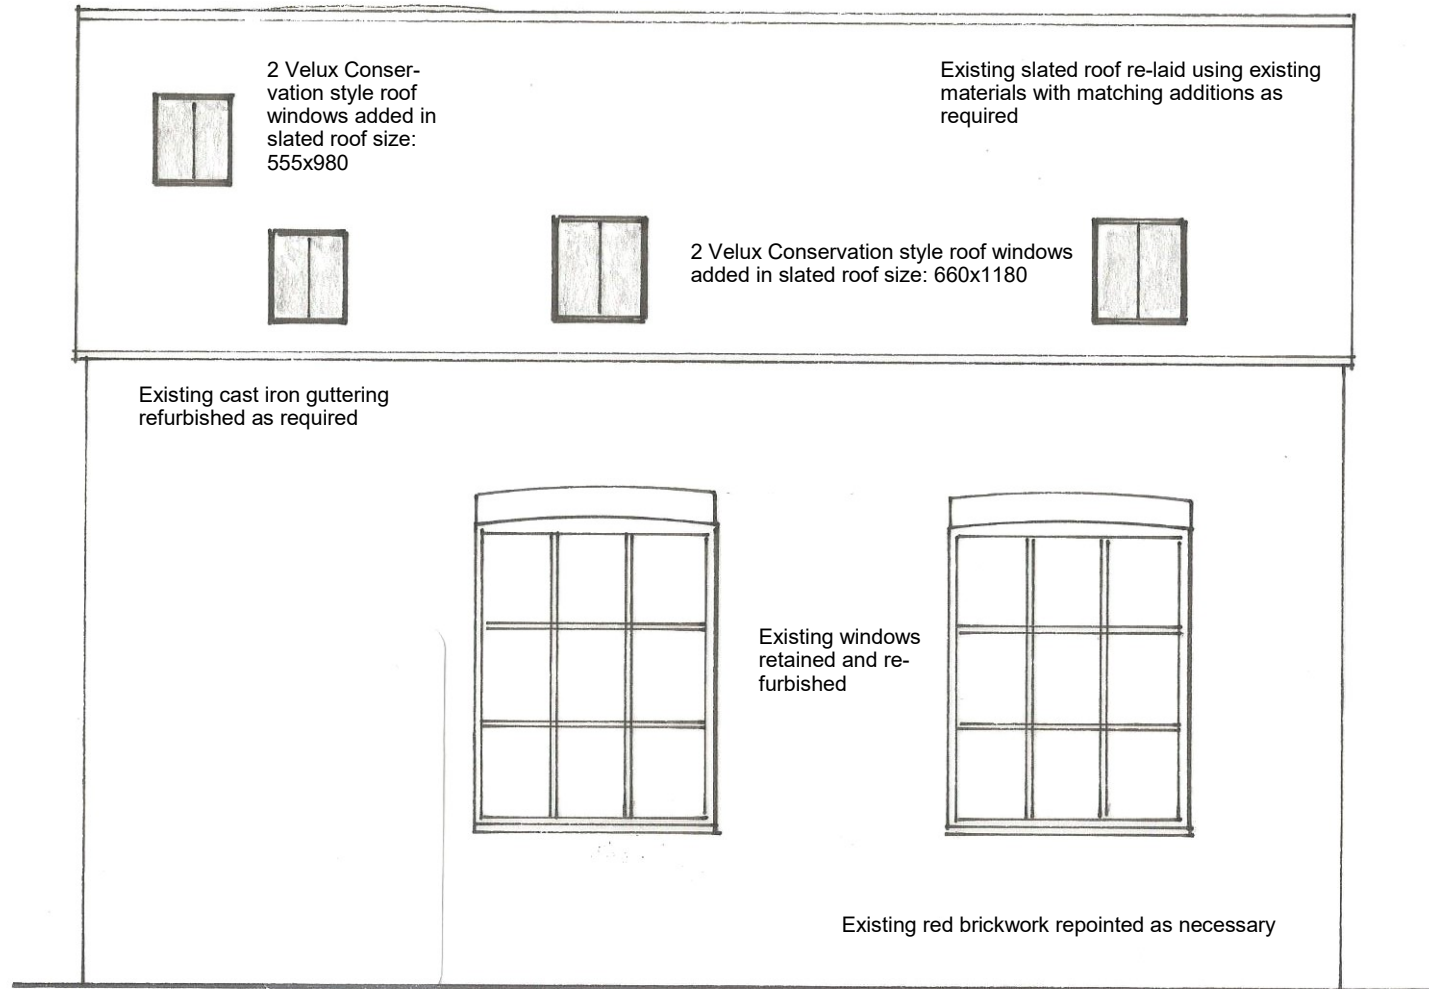 2 Velux Conser-
vation style roof
windows added in
slated roof size:
555x980
Existing slated roof re-laid using existing
materials with matching additions as
required
2 Velux Conservation style roof windows
added in slated roof size: 660x1180
Existing cast iron guttering
refurbished as required
Existing windows
retained and re-
furbished
Existing red brickwork repointed as necessary